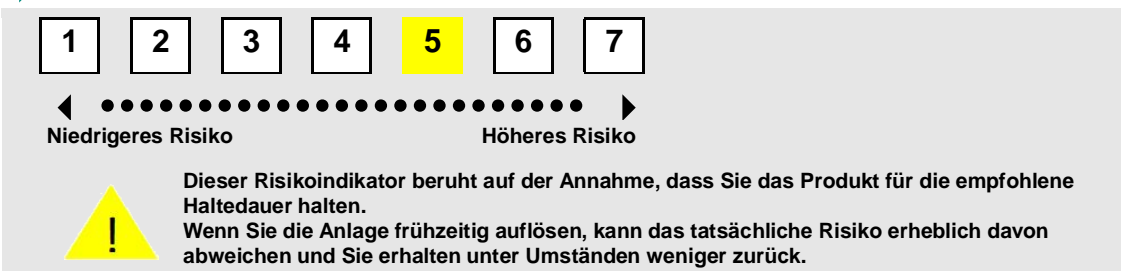 1 2 3 4 5 6 7
Niedrigeres Risiko Höheres Risiko
!
Dieser Risikoindikator beruht auf der Annahme, dass Sie das Produkt für die empfohlene
Haltedauer halten.
Wenn Sie die Anlage frühzeitig auflösen, kann das tatsächliche Risiko erheblich davon
abweichen und Sie erhalten unter Umständen weniger zurück.